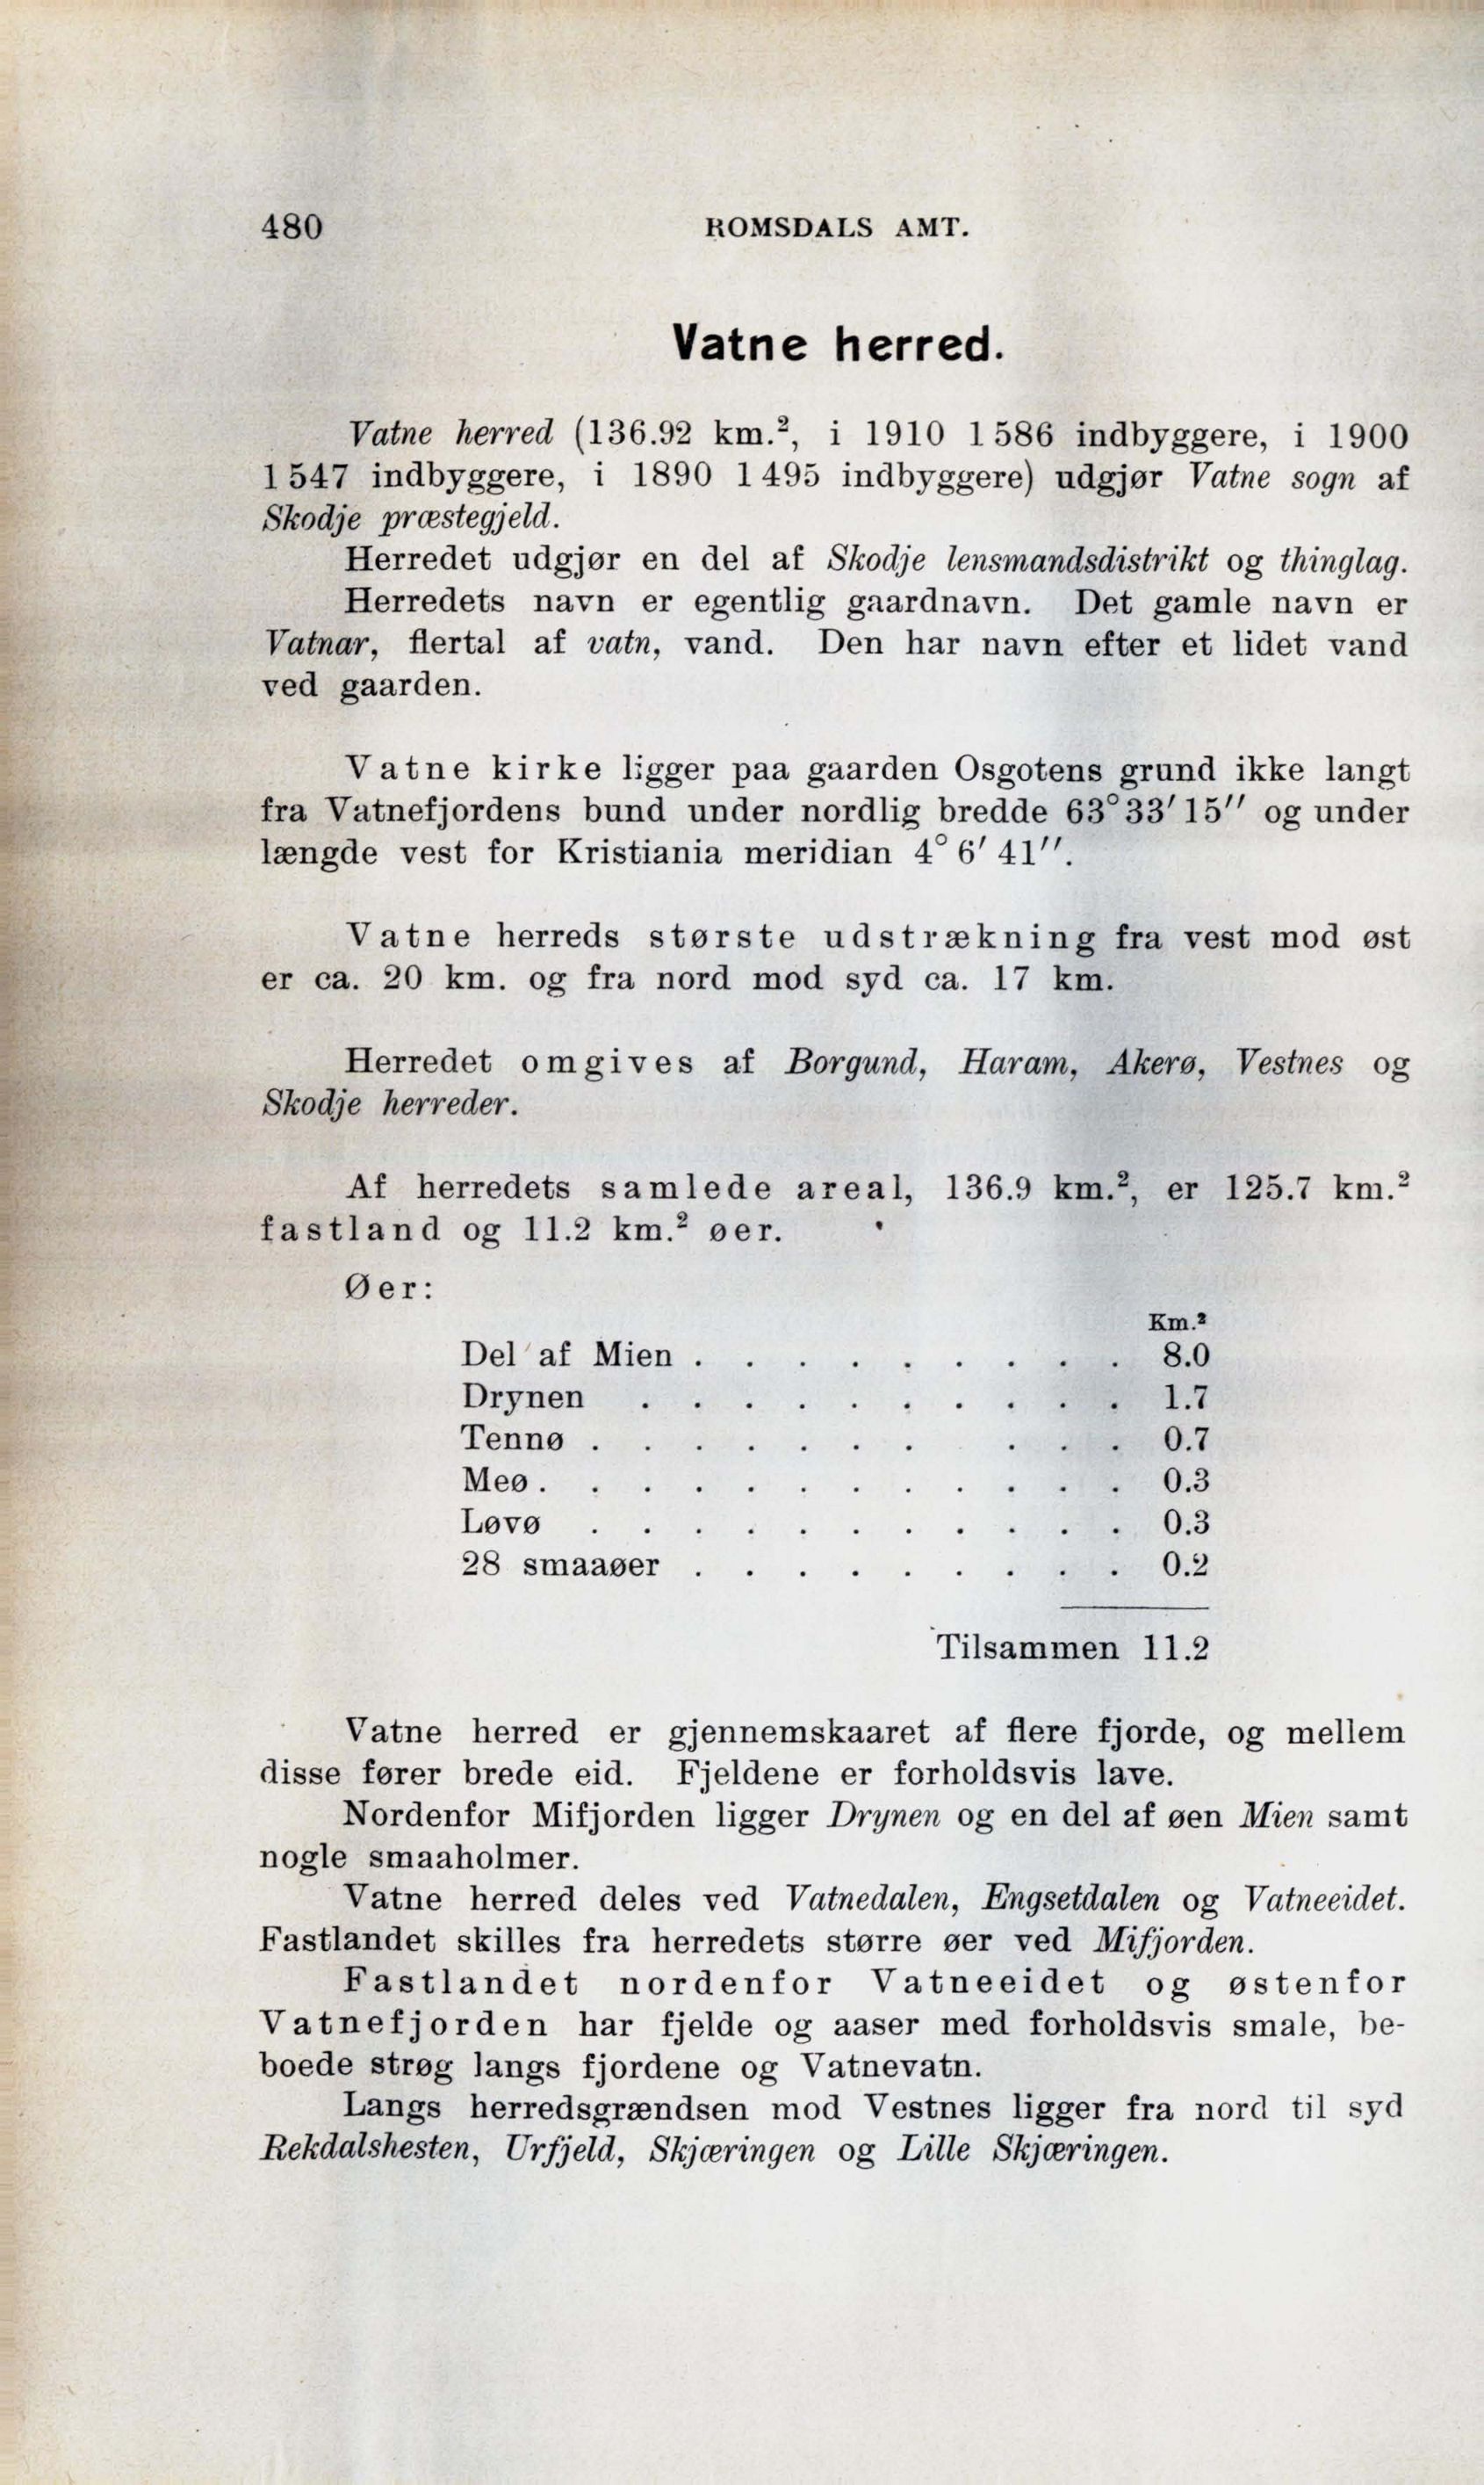 480
ROMSDALS AMT.
Vatne herred.
Vatne herred (136.92 km.², i 1910 1 586 indbyggere, i 1900
1 547 indbyggere, i 1890 1 495 indbyggere) udgjør Vatne sogn af
Skodje præstegjeld.
Herredet udgjør en del af Skodje lensmandsdistrikt og thinglag.
Herredets navn er egentlig gaardnavn. Det gamle navn er
Vatnar, flertal af vatn, vand. Den har navn efter et lidet vand
ved gaarden.
Vatne kirke ligger paa gaarden Osgotens grund ikke langt
fra Vatnefjordens bund under nordlig bredde 63° 33′ 15″ og under
længde vest for Kristiania meridian 4° 6′ 41″.
Vatne herreds største udstrækning fra vest mod øst
er ca. 20 km. og fra nord mod syd ca. 17 km.
Herredet omgives af Borgund, Haram, Akerø, Vestnes og
Skodje herreder.
Af herredets samlede areal, 136.9 km.², er 125.7 km.²
fastland og 11.2 km.² øer.
Øer:
Km.²
Del af Mien . . . . . . . . . 8.0
Drynen . . . . . . . . . . 1.7
Tennø . . . . . . . . . . 0.7
Meø . . . . . . . . . . . . 0.3
Løvø . . . . . . . . . . . 0.3
28 smaaøer . . . . . . . . . 0.2
Tilsammen 11.2
Vatne herred er gjennemskaaret af flere fjorde, og mellem
disse fører brede eid. Fjeldene er forholdsvis lave.
Nordenfor Mifjorden ligger Drynen og en del af øen Mien samt
nogle smaaholmer.
Vatne herred deles ved Vatnedalen, Engsetdalen og Vatneeidet.
Fastlandet skilles fra herredets større øer ved Mifjorden.
Fastlandet nordenfor Vatneeidet og østenfor
Vatnefjorden har fjelde og aaser med forholdsvis smale, be-
boede strøg langs fjordene og Vatnevatn.
Langs herredsgrændsen mod Vestnes ligger fra nord til syd
Rekdalshesten, Urfjeld, Skjæringen og Lille Skjæringen.